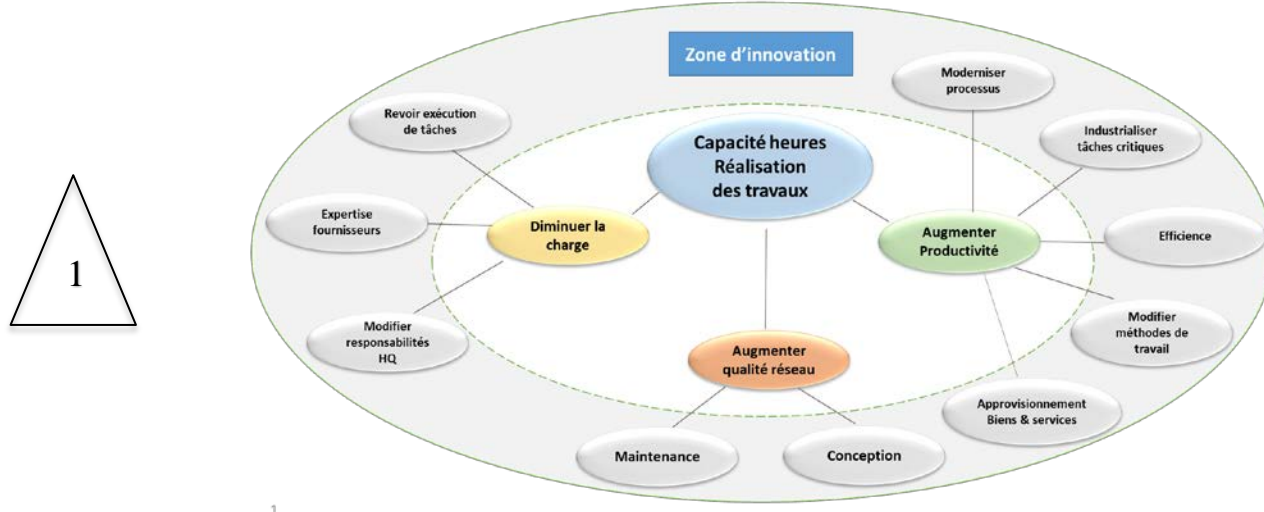 Zone d'innovation
Moderniser
processus
Revoir exécution
de tâches
Capacité heures
Réalisation
des travaux
Industrialiser
tâches critiques
1
Expertise
fournisseurs
Diminuer la
charge
Augmenter
Productivité
Efficience
Modifier
responsabilités
HQ
Augmenter
qualité réseau
Modifier
méthodes de
travail
Approvisionnement
Biens & services
Maintenance
Conception
1